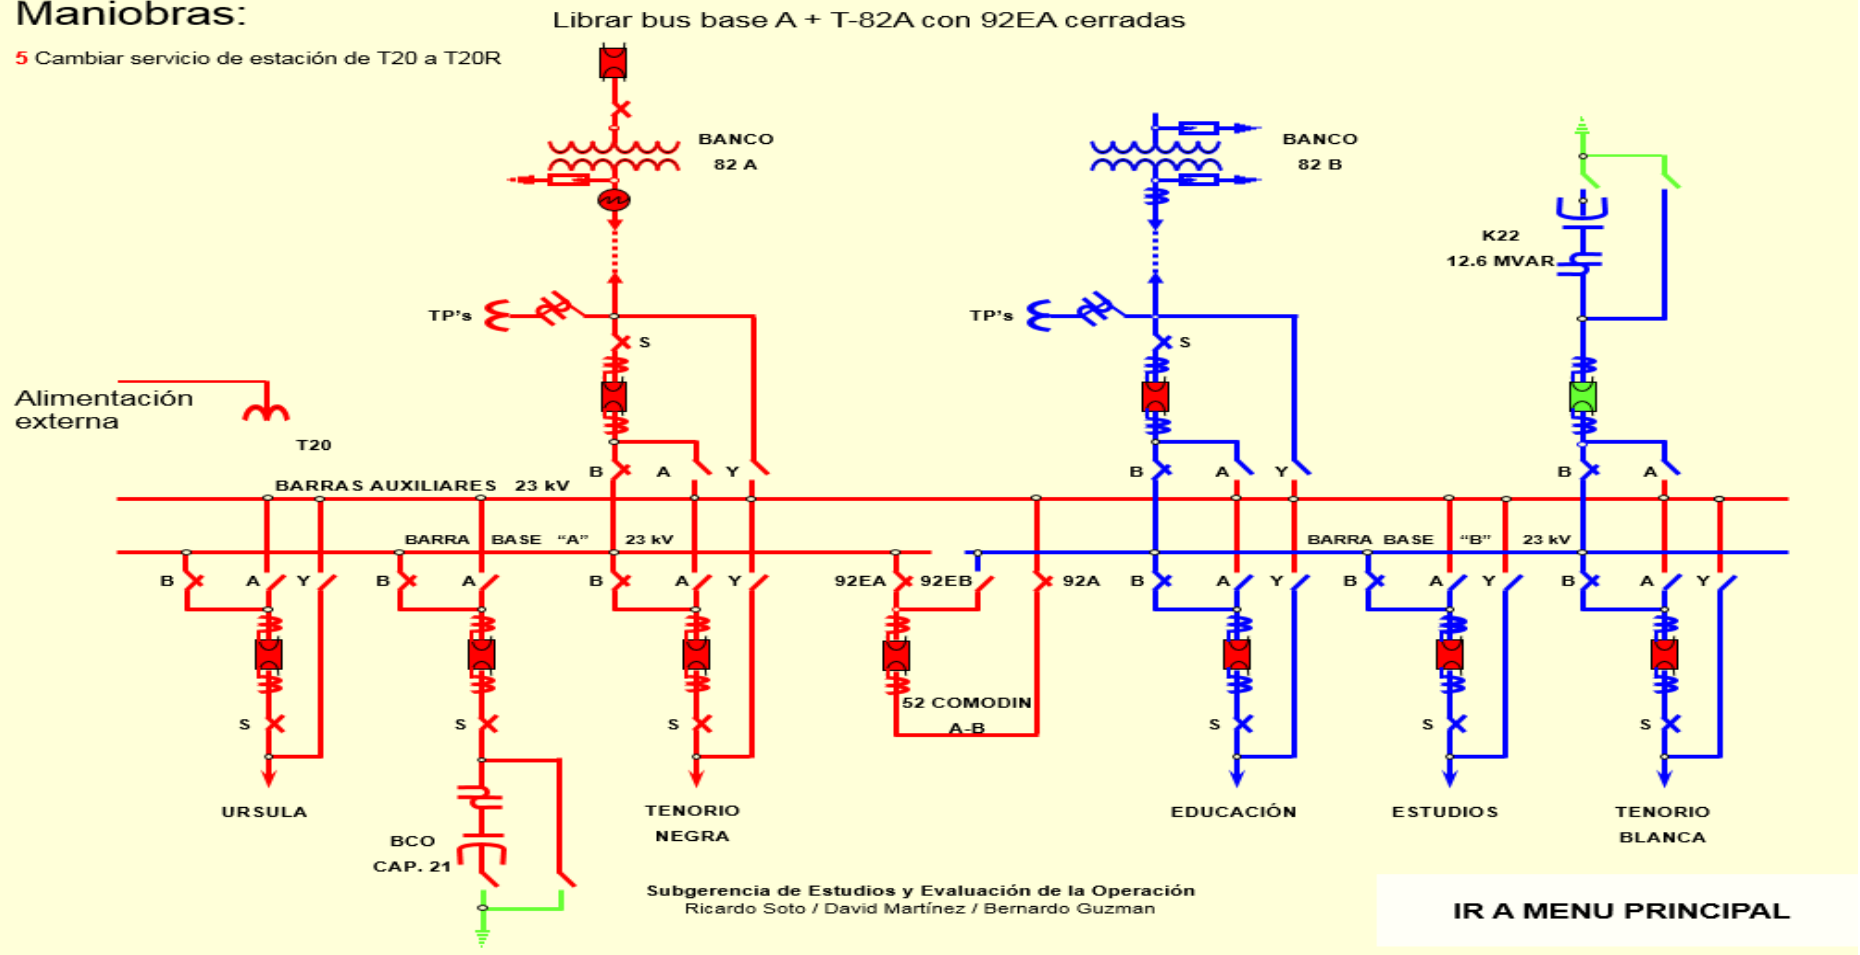 Maniobras:
Librar bus base A + T-82A con 92EA cerradas
5 Cambiar servicio de estación de T20 a T20R
BANCO
82 A
BANCO
82 B
K22
12.6 MVAR
TP's
S
TP's
S
Alimentación
externa
T20
B A Y
B A Y
B A
BARRAS AUXILIARES 23 kV
BARRA BASE “A” 23 kV
BARRA BASE “B” 23 kV
B A Y B A B A Y 92EA 92EB 92A B A Y B A Y B A Y
52 COMODIN
A-B
S S S S S S
URSULA
TENORIO
NEGRA
EDUCACIÓN
ESTUDIOS
TENORIO
BLANCA
BCO
CAP. 21
Subgerencia de Estudios y Evaluación de la Operación
Ricardo Soto / David Martínez / Bernardo Guzman
IR A MENU PRINCIPAL